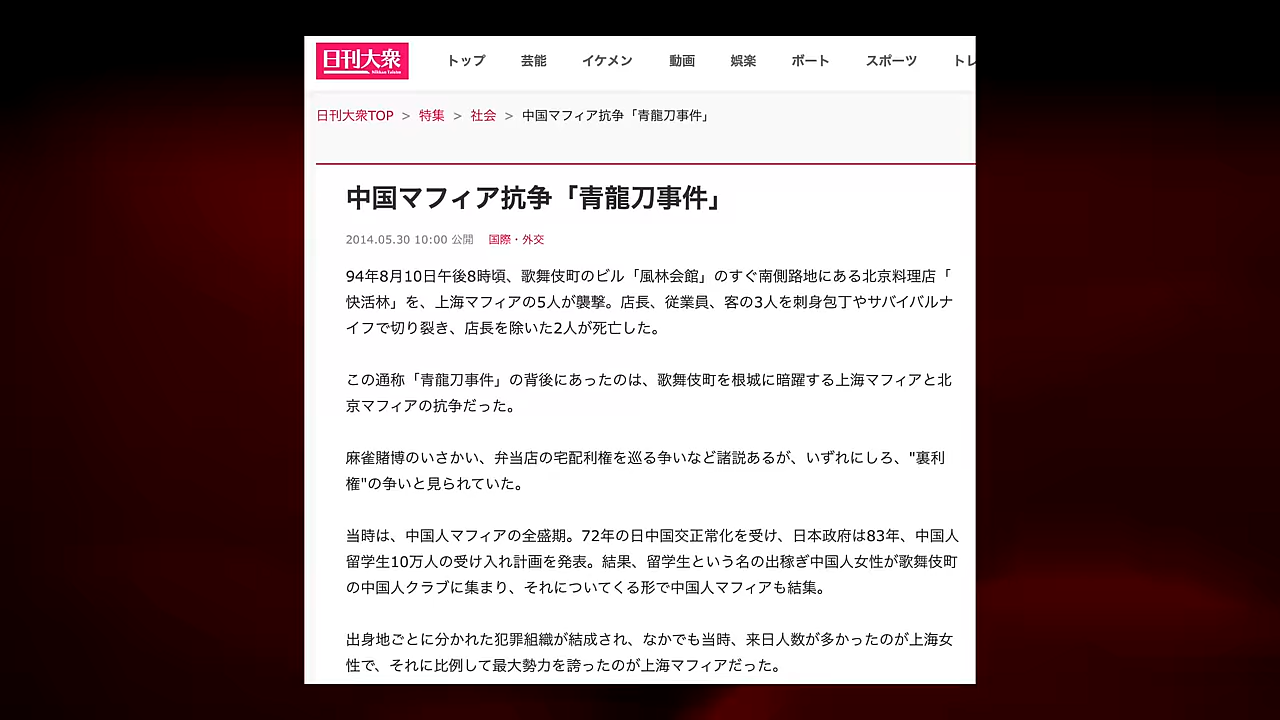 日刊大衆
Nikkan Taishu
トップ 芸能 イケメン 動画 娯楽 ボート スポーツ トレ
日刊大衆TOP > 特集 > 社会 > 中国マフィア抗争「青龍刀事件」
中国マフィア抗争「青龍刀事件」
2014.05.30 10:00 公開 国際・外交
94年8月10日午後8時頃、歌舞伎町のビル「風林会館」のすぐ南側路地にある北京料理店「
快活林」を、上海マフィアの5人が襲撃。店長、従業員、客の3人を刺身包丁やサバイバルナ
イフで切り裂き、店長を除いた2人が死亡した。
この通称「青龍刀事件」の背後にあったのは、歌舞伎町を根城に暗躍する上海マフィアと北
京マフィアの抗争だった。
麻雀賭博のいさかい、弁当店の宅配利権を巡る争いなど諸説あるが、いずれにしろ、"裏利
権"の争いと見られていた。
当時は、中国人マフィアの全盛期。72年の日中国交正常化を受け、日本政府は83年、中国人
留学生10万人の受け入れ計画を発表。結果、留学生という名の出稼ぎ中国人女性が歌舞伎町
の中国人クラブに集まり、それについてくる形で中国人マフィアも結集。
出身地ごとに分かれた犯罪組織が結成され、なかでも当時、来日人数が多かったのが上海女
性で、それに比例して最大勢力を誇ったのが上海マフィアだった。